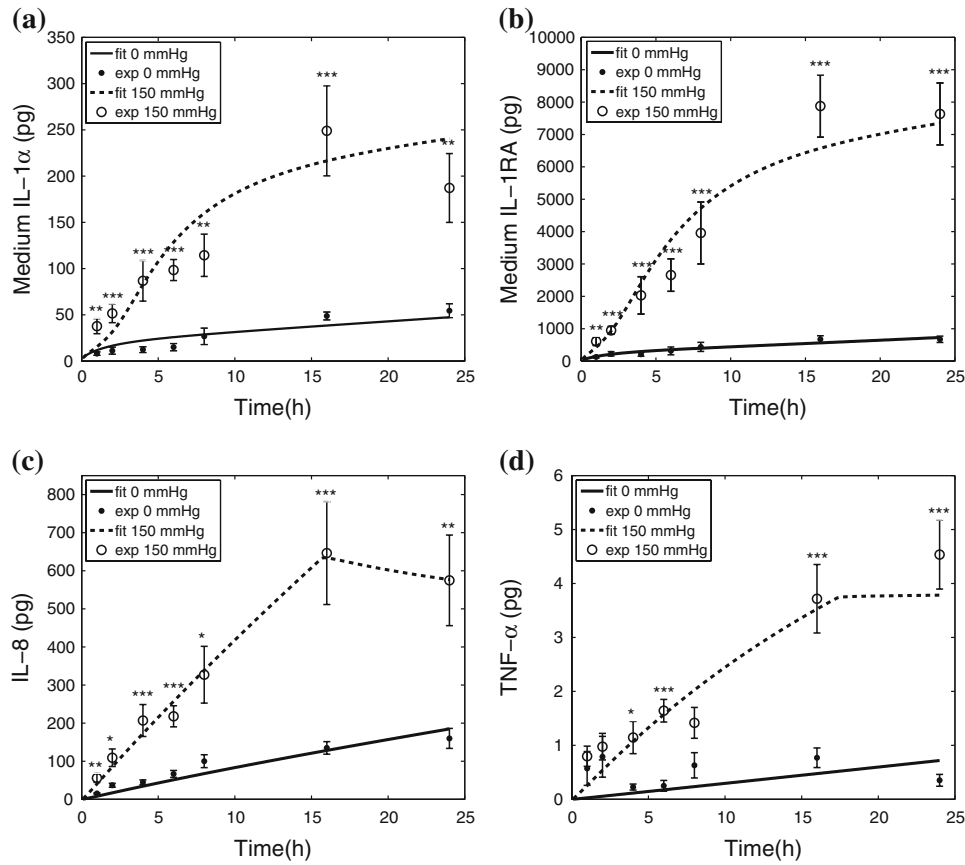 (a)
350
300
250
200
150
100
50
0
Medium IL−1α (pg)
fit 0 mmHg
exp 0 mmHg
fit 150 mmHg
exp 150 mmHg
** *** *** *** ** *** **
0 5 10 15 20 25
Time(h)
(b)
10000
9000
8000
7000
6000
5000
4000
3000
2000
1000
0
Medium IL−1RA (pg)
fit 0 mmHg
exp 0 mmHg
fit 150 mmHg
exp 150 mmHg
** *** *** *** *** *** ***
0 5 10 15 20 25
Time(h)
(c)
800
700
600
500
400
300
200
100
0
IL−8 (pg)
fit 0 mmHg
exp 0 mmHg
fit 150 mmHg
exp 150 mmHg
** * *** *** * *** **
0 5 10 15 20 25
Time(h)
(d)
6
5
4
3
2
1
0
TNF−α (pg)
fit 0 mmHg
exp 0 mmHg
fit 150 mmHg
exp 150 mmHg
* *** *** ***
0 5 10 15 20 25
Time(h)